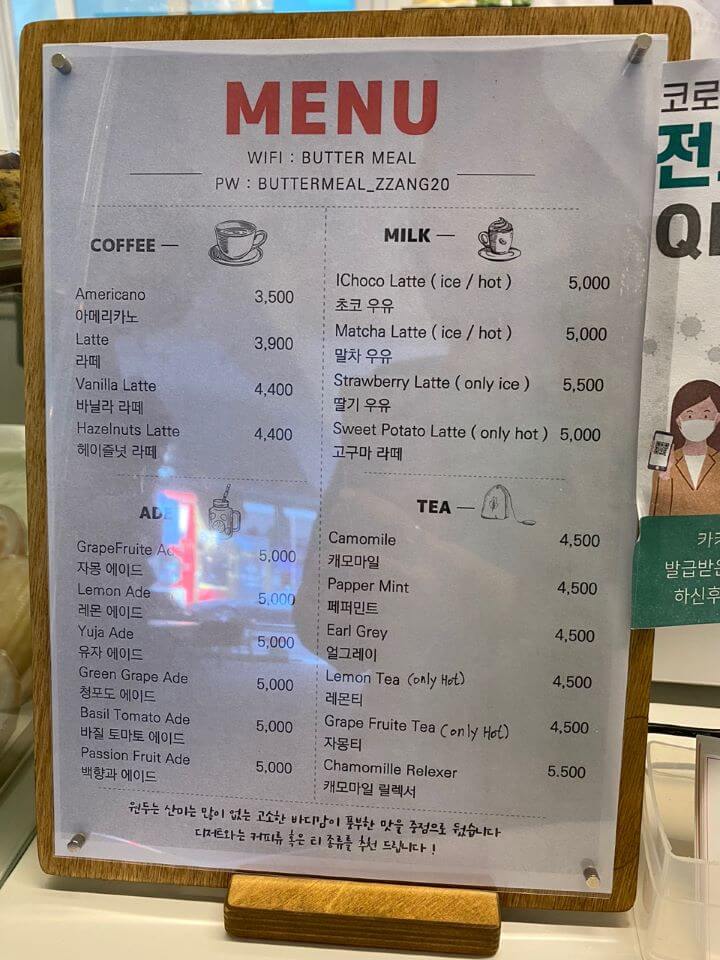 MENU
WIFI : BUTTER MEAL
PW : BUTTERMEAL_ZZANG20
COFFEE
Americano 3,500
아메리카노
Latte 3,900
라떼
Vanilla Latte 4,400
바닐라 라떼
Hazelnuts Latte 4,400
헤이즐넛 라떼
MILK
IChoco Latte ( ice / hot ) 5,000
초코 우유
Matcha Latte ( ice / hot ) 5,000
말차 우유
Strawberry Latte ( only ice ) 5,500
딸기 우유
Sweet Potato Latte ( only hot ) 5,000
고구마 라떼
ADE
GrapeFruite Ade 5,000
자몽 에이드
Lemon Ade 5,000
레몬 에이드
Yuja Ade 5,000
유자 에이드
Green Grape Ade 5,000
청포도 에이드
Basil Tomato Ade 5,000
바질 토마토 에이드
Passion Fruit Ade 5,000
백향과 에이드
TEA
Camomile 4,500
캐모마일
Papper Mint 4,500
페퍼민트
Earl Grey 4,500
얼그레이
Lemon Tea (only Hot) 4,500
레몬티
Grape Fruite Tea (only Hot) 4,500
자몽티
Chamomille Relexer 5.500
캐모마일 릴렉서
원두는 산미는 많이 없는 고소한 바디감이 풍부한 맛을 중점으로 뒀습니다
디저트와는 커피류 혹은 티 종류를 추천 드립니다 !
코로
전
Q
카카
발급받은
하신후